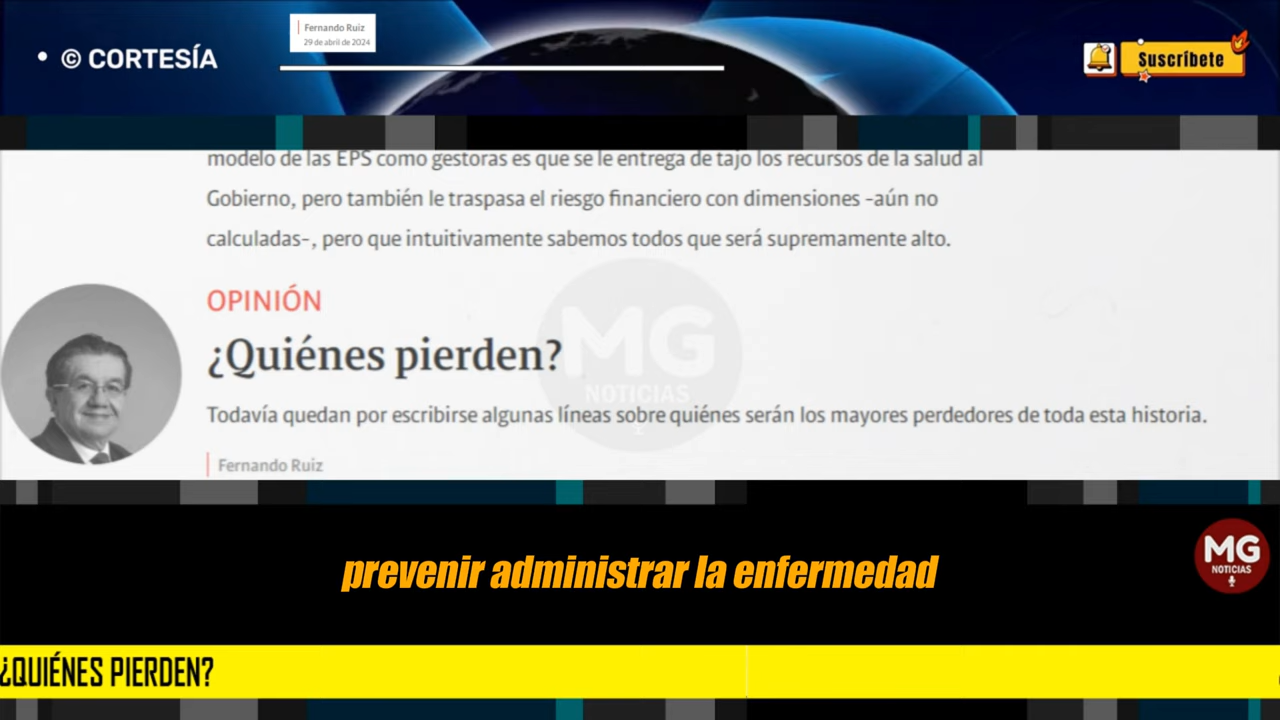 Fernando Ruiz
29 de abril de 2024
• © CORTESÍA
Suscríbete
modelo de las EPS como gestoras es que se le entrega de tajo los recursos de la salud al
Gobierno, pero también le traspasa el riesgo financiero con dimensiones -aún no
calculadas-, pero que intuitivamente sabemos todos que será supremamente alto.
OPINIÓN
¿Quiénes pierden?
MG
NOTICIAS
Todavía quedan por escribirse algunas líneas sobre quiénes serán los mayores perdedores de toda esta historia.
Fernando Ruiz
prevenir administrar la enfermedad
MG
NOTICIAS
¿QUIÉNES PIERDEN?